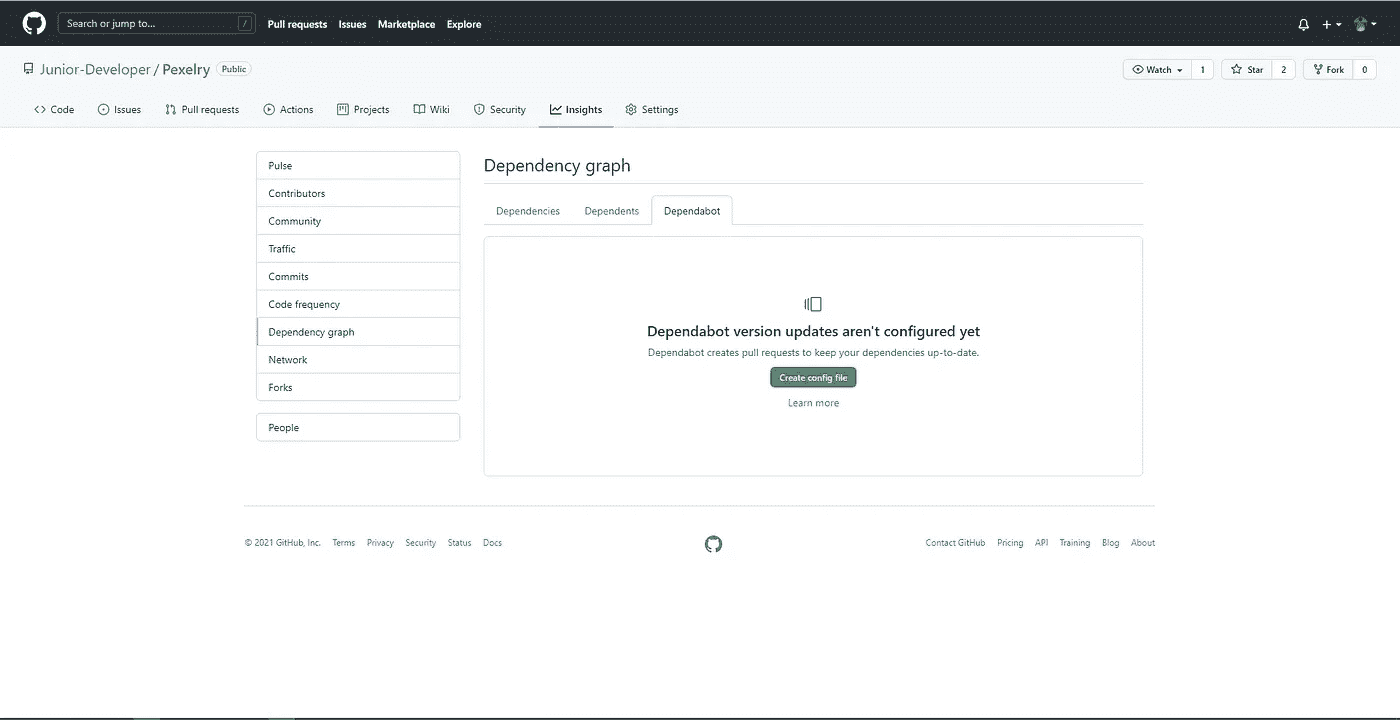 Search or jump to... /
Pull requests Issues Marketplace Explore
Junior-Developer / Pexelry Public
Watch 1 Star 2 Fork 0
Code Issues Pull requests Actions Projects Wiki Security Insights Settings
Pulse
Contributors
Community
Traffic
Commits
Code frequency
Dependency graph
Network
Forks
People
Dependency graph
Dependencies Dependents Dependabot
Dependabot version updates aren't configured yet
Dependabot creates pull requests to keep your dependencies up-to-date.
Create config file
Learn more
© 2021 GitHub, Inc. Terms Privacy Security Status Docs
Contact GitHub Pricing API Training Blog About